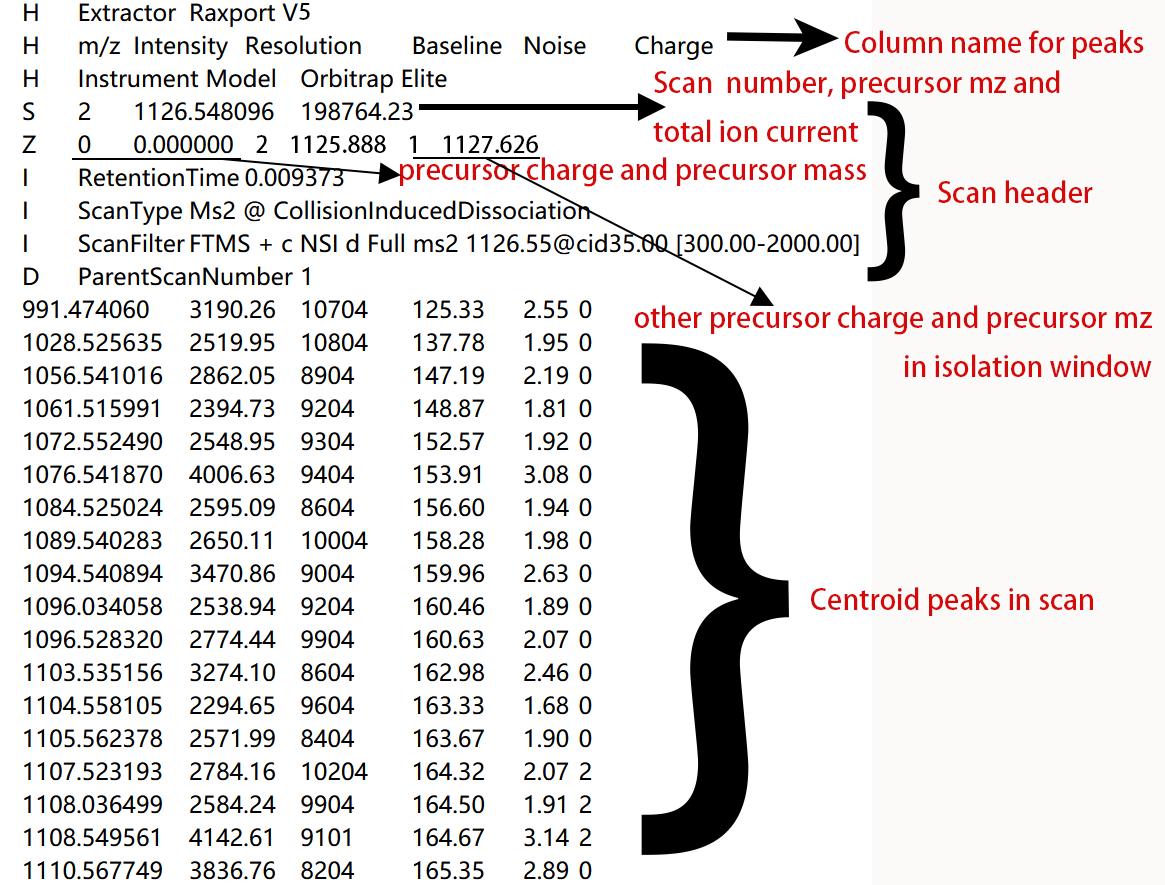 H Extractor Raxport V5
H m/z Intensity Resolution Baseline Noise Charge
Column name for peaks
H Instrument Model Orbitrap Elite
S 2 1126.548096 198764.23
Scan number, precursor mz and
total ion current
Z 0 0.000000 2 1125.888 1 1127.626
precursor charge and precursor mass
I RetentionTime 0.009373
Scan header
I ScanType Ms2 @ CollisionInducedDissociation
I ScanFilter FTMS + c NSI d Full ms2 1126.55@cid35.00 [300.00-2000.00]
D ParentScanNumber 1
other precursor charge and precursor mz
in isolation window
991.474060 3190.26 10704 125.33 2.55 0
1028.525635 2519.95 10804 137.78 1.95 0
1056.541016 2862.05 8904 147.19 2.19 0
1061.515991 2394.73 9204 148.87 1.81 0
1072.552490 2548.95 9304 152.57 1.92 0
1076.541870 4006.63 9404 153.91 3.08 0
1084.525024 2595.09 8604 156.60 1.94 0
1089.540283 2650.11 10004 158.28 1.98 0
1094.540894 3470.86 9004 159.96 2.63 0
1096.034058 2538.94 9204 160.46 1.89 0
Centroid peaks in scan
1096.528320 2774.44 9904 160.63 2.07 0
1103.535156 3274.10 8604 162.98 2.46 0
1104.558105 2294.65 9604 163.33 1.68 0
1105.562378 2571.99 8404 163.67 1.90 0
1107.523193 2784.16 10204 164.32 2.07 2
1108.036499 2584.24 9904 164.50 1.91 2
1108.549561 4142.61 9101 164.67 3.14 2
1110.567749 3836.76 8204 165.35 2.89 0